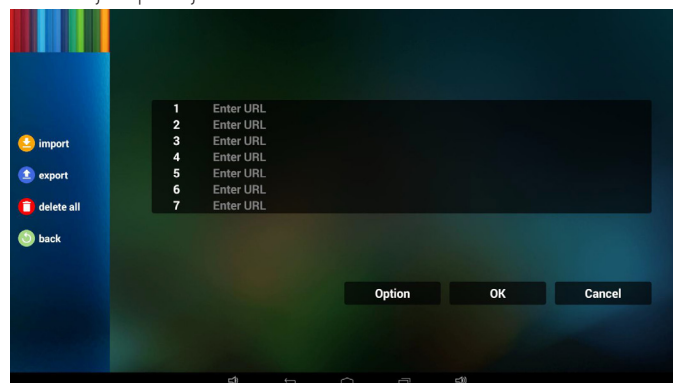 import
export
delete all
back
1 Enter URL
2 Enter URL
3 Enter URL
4 Enter URL
5 Enter URL
6 Enter URL
7 Enter URL
Option OK Cancel